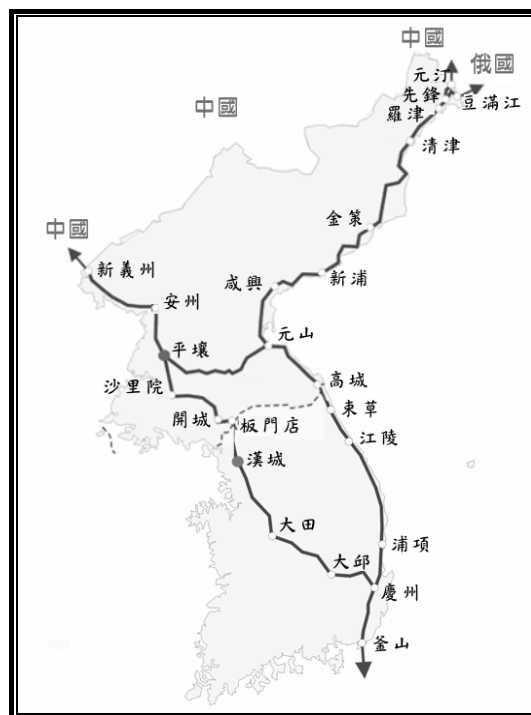 中國
俄國
元汀
先鋒
豆滿江
羅津
中國
清津
金策
中國
新義州
咸興
新浦
安州
元山
平壤
高城
沙里院
束草
開城
板門店
江陵
漢城
大田
浦項
大邱
慶州
釜山